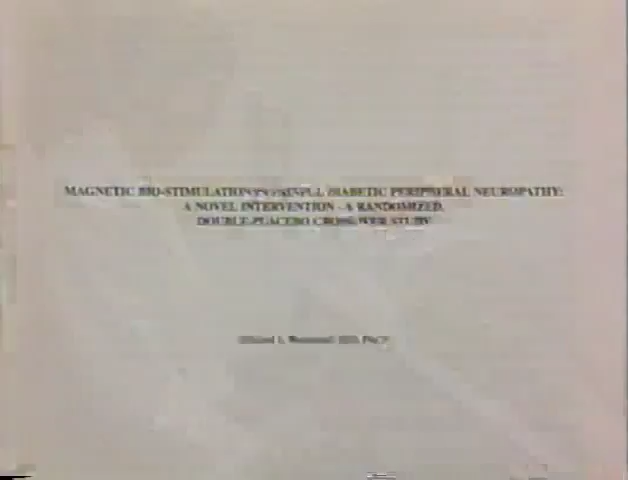 MAGNETIC BIO-STIMULATION IN PAINFUL DIABETIC PERIPHERAL NEUROPATHY:
A NOVEL INTERVENTION - A RANDOMIZED,
DOUBLE-PLACEBO CROSSOVER STUDY